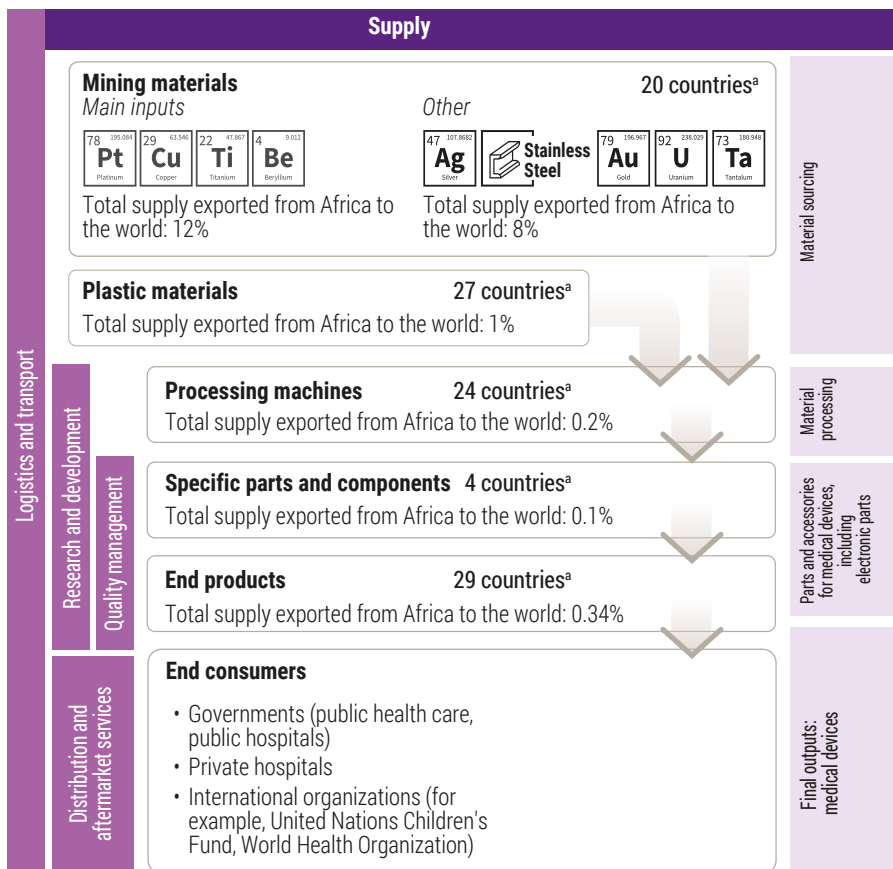 Supply
Logistics and transport
Mining materials
20 countriesᵃ
Main inputs
Other
78 195.084
Pt
Platinum
29 63.546
Cu
Copper
22 47.867
Ti
Titanium
4 9.012
Be
Beryllium
47 107.8682
Ag
Silver
Stainless
Steel
79 196.967
Au
Gold
92 238.029
U
Uranium
73 180.948
Ta
Tantalum
Total supply exported from Africa to
the world: 12%
Total supply exported from Africa to
the world: 8%
Material sourcing
Plastic materials 27 countriesᵃ
Total supply exported from Africa to the world: 1%
Research and development
Processing machines 24 countriesᵃ
Total supply exported from Africa to the world: 0.2%
Material
processing
Quality management
Specific parts and components 4 countriesᵃ
Total supply exported from Africa to the world: 0.1%
Parts and accessories
for medical devices,
including
electronic parts
End products 29 countriesᵃ
Total supply exported from Africa to the world: 0.34%
Distribution and
aftermarket services
End consumers
• Governments (public health care,
public hospitals)
• Private hospitals
• International organizations (for
example, United Nations Children's
Fund, World Health Organization)
Final outputs:
medical devices